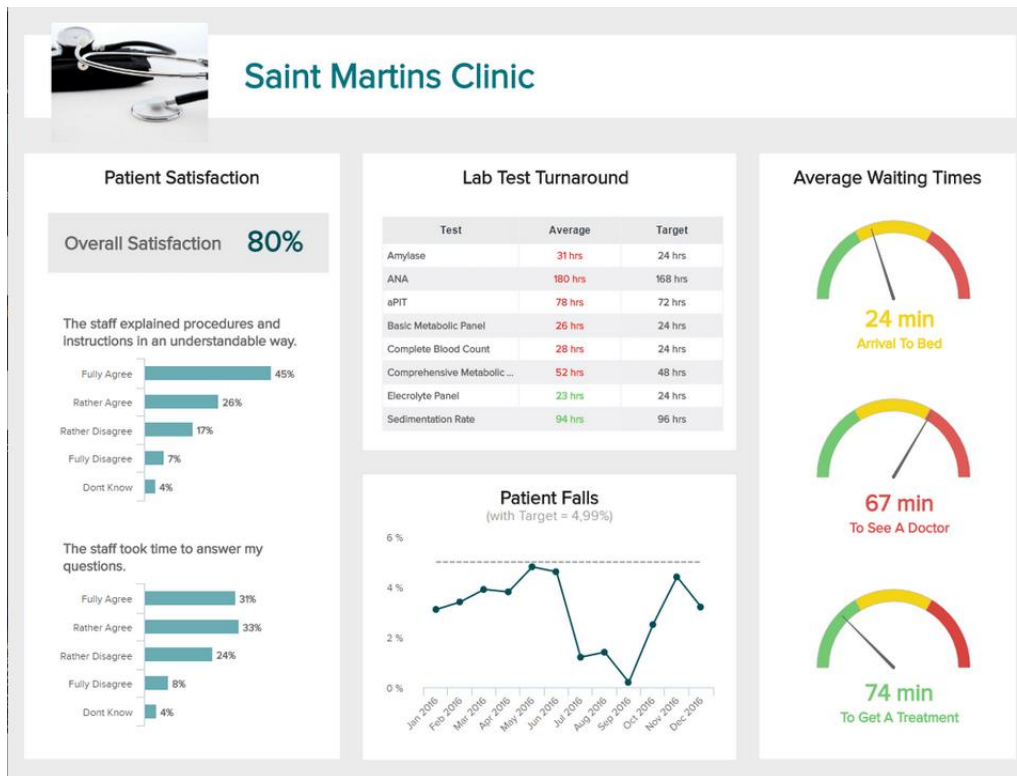 Saint Martins Clinic
Patient Satisfaction
Overall Satisfaction 80%
The staff explained procedures and
instructions in an understandable way.
Fully Agree 45%
Rather Agree 26%
Rather Disagree 17%
Fully Disagree 7%
Dont Know 4%
The staff took time to answer my
questions.
Fully Agree 31%
Rather Agree 33%
Rather Disagree 24%
Fully Disagree 8%
Dont Know 4%
Lab Test Turnaround
Test Average Target
Amylase 31 hrs 24 hrs
ANA 180 hrs 168 hrs
aPIT 78 hrs 72 hrs
Basic Metabolic Panel 26 hrs 24 hrs
Complete Blood Count 28 hrs 24 hrs
Comprehensive Metabolic ... 52 hrs 48 hrs
Elecrolyte Panel 23 hrs 24 hrs
Sedimentation Rate 94 hrs 96 hrs
Patient Falls
(with Target = 4,99%)
6 %
4 %
2 %
0 %
Jan 2016 Feb 2016 Mar 2016 Apr 2016 May 2016 Jun 2016 Jul 2016 Aug 2016 Sep 2016 Oct 2016 Nov 2016 Dec 2016
Average Waiting Times
24 min
Arrival To Bed
67 min
To See A Doctor
74 min
To Get A Treatment